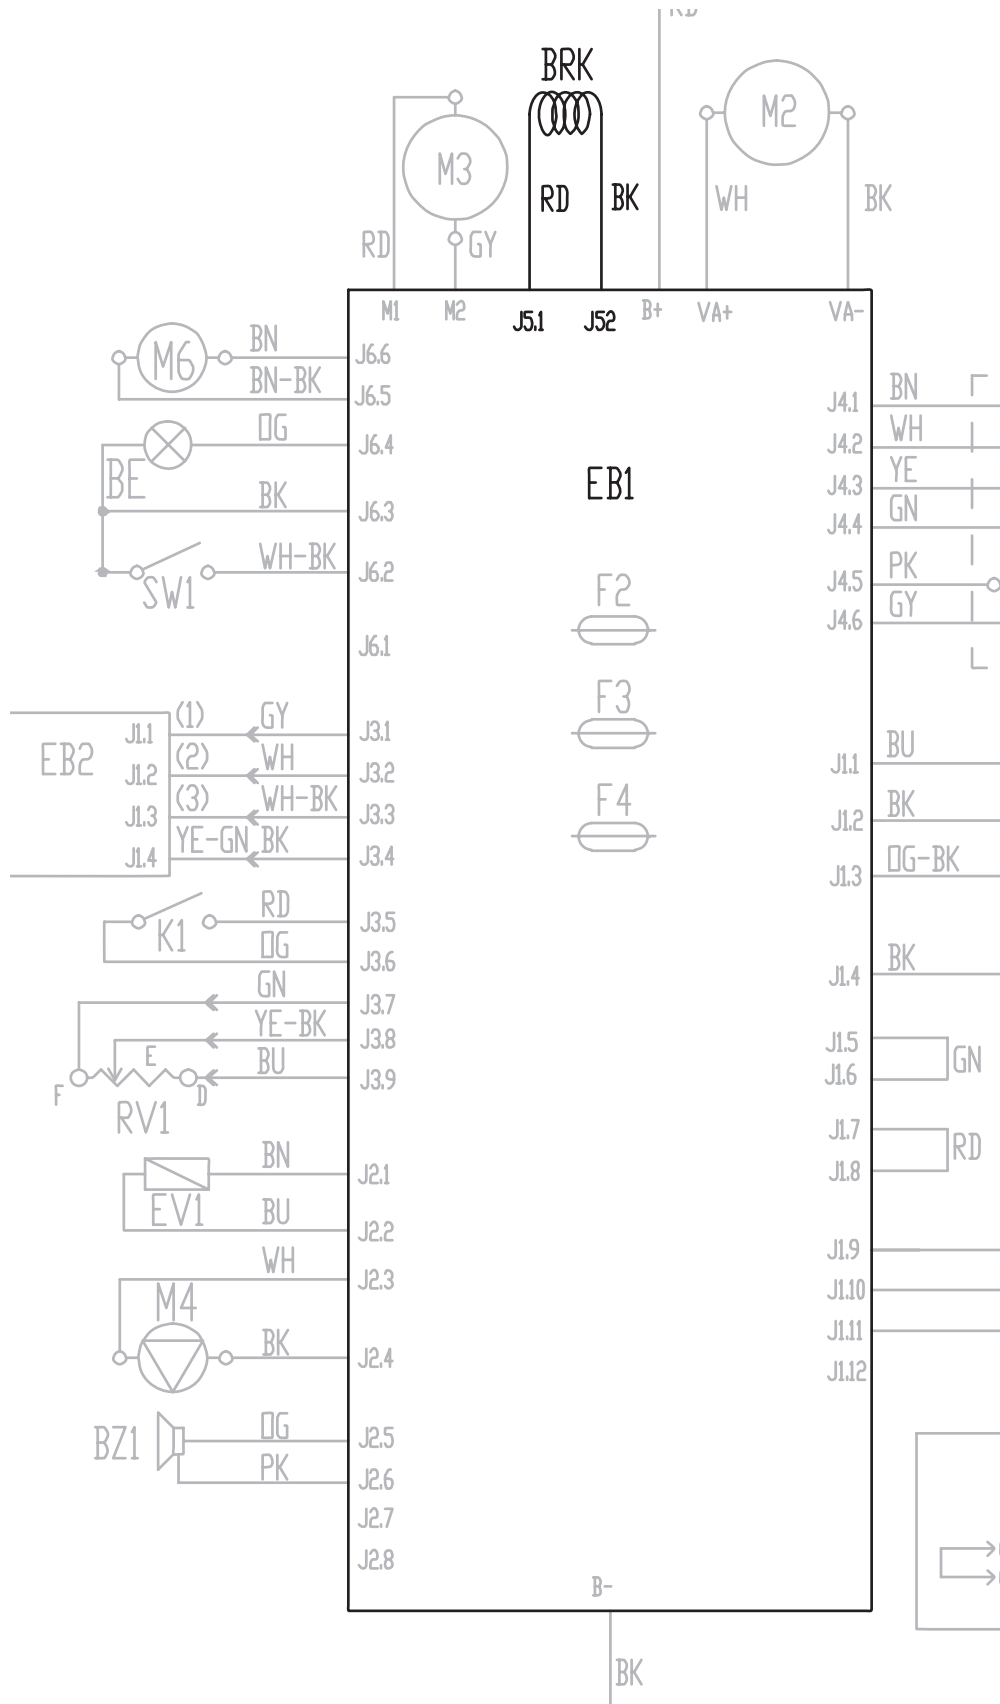 BRK
M3
M2
RD
BK
WH
BK
RD
GY
M1
M2
J5.1
J52
B+
VA+
VA-
M6
BN
J6.6
BN-BK
J6.5
BN
J4.1
OG
J6.4
WH
J4.2
BE
EB1
YE
J4.3
BK
J6.3
GN
J4.4
WH-BK
J6.2
SW1
F2
PK
J4.5
GY
J4.6
J6.1
F3
EB2
J1.1
(1)
GY
J3.1
J1.2
(2)
WH
J3.2
BU
J1.1
J1.3
(3)
WH-BK
J3.3
F4
BK
J1.2
J1.4
YE-GN
BK
J3.4
OG-BK
J1.3
K1
RD
J3.5
OG
J3.6
BK
J1.4
GN
J3.7
YE-BK
J3.8
E
BU
J3.9
F
D
RV1
J1.5
GN
J1.6
J1.7
RD
J1.8
BN
J2.1
EV1
BU
J2.2
WH
J2.3
J1.9
J1.10
M4
J1.11
BK
J2.4
J1.12
BZ1
OG
J2.5
PK
J2.6
J2.7
J2.8
B-
BK